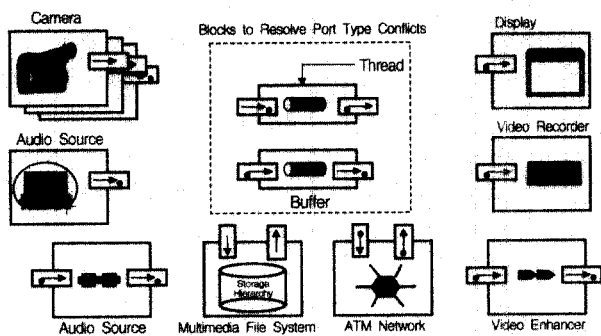 Camera
Blocks to Resolve Port Type Conflicts
Display
Thread
Audio Source
Video Recorder
Buffer
Storage
Hierarchy
Audio Source
Multimedia File System
ATM Network
Video Enhancer